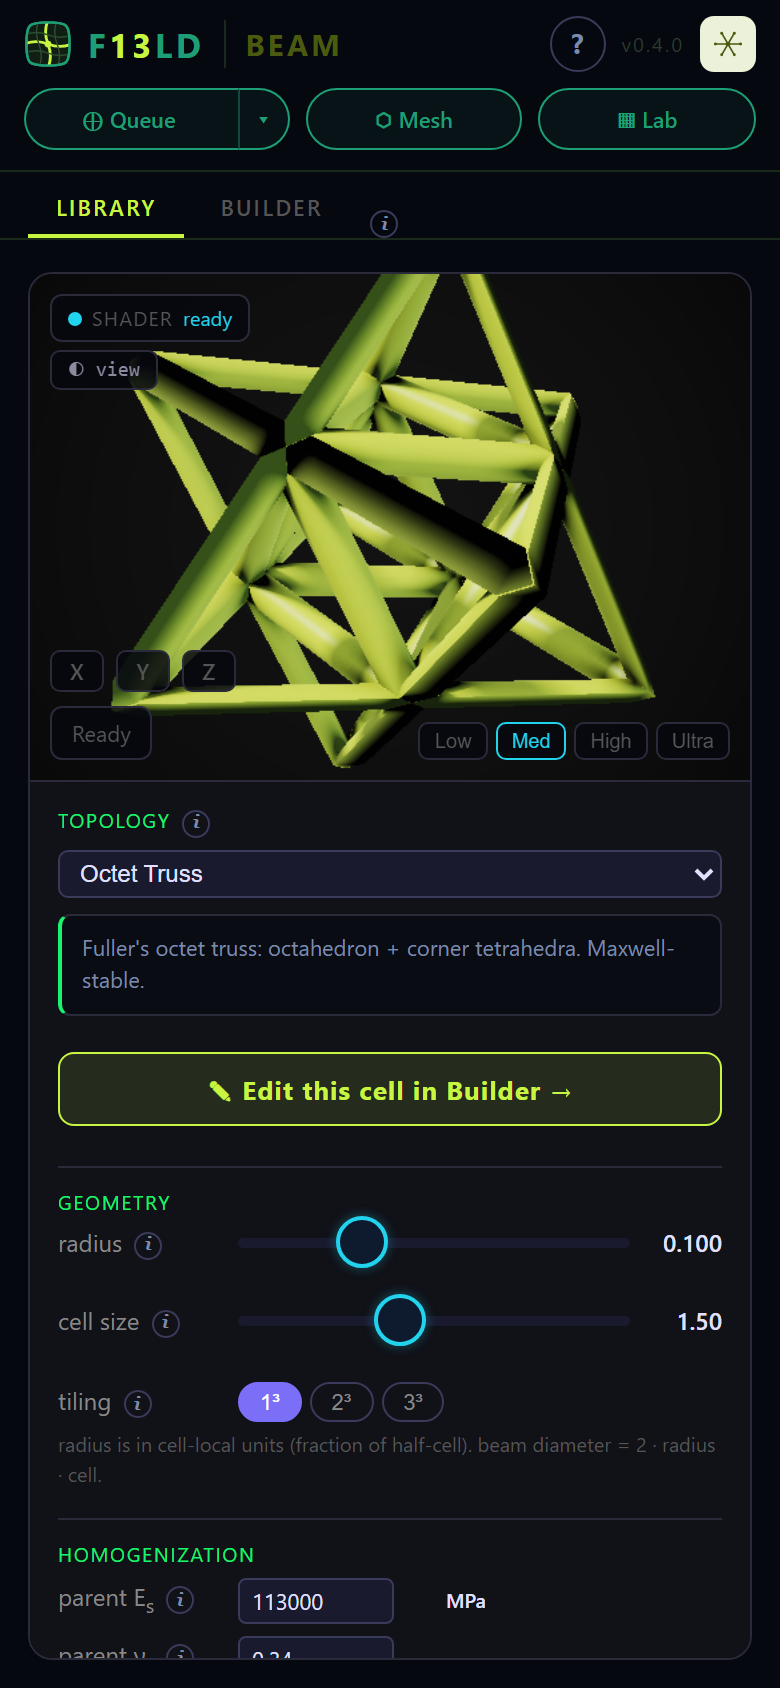 F13LD BEAM ? v0.4.0
Queue ▾ Mesh Lab
LIBRARY BUILDER i
SHADER ready
view
X Y Z
Ready
Low Med High Ultra
TOPOLOGY i
Octet Truss
Fuller's octet truss: octahedron + corner tetrahedra. Maxwell-
stable.
Edit this cell in Builder →
GEOMETRY
radius i 0.100
cell size i 1.50
tiling i 1³ 2³ 3³
radius is in cell-local units (fraction of half-cell). beam diameter = 2 · radius
· cell.
HOMOGENIZATION
parent Eₛ i 113000 MPa
parent ν i 0.34